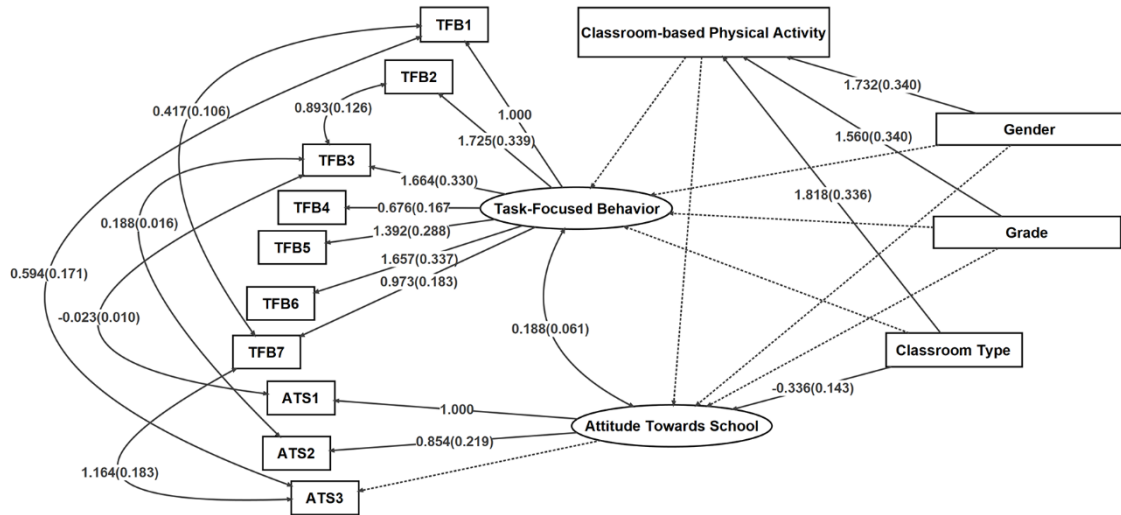 TFB1
Classroom-based Physical Activity
TFB2
1.732(0.340)
0.893(0.126)
0.417(0.106)
1.000
Gender
1.725(0.339)
1.560(0.340)
TFB3
1.664(0.330)
1.818(0.336)
TFB4
0.676(0.167
Task-Focused Behavior
0.188(0.016)
Grade
1.392(0.288)
TFB5
1.657(0.337)
0.594(0.171)
0.973(0.183)
TFB6
-0.023(0.010)
0.188(0.061)
TFB7
Classroom Type
-0.336(0.143)
ATS1
1.000
Attitude Towards School
0.854(0.219)
ATS2
1.164(0.183)
ATS3